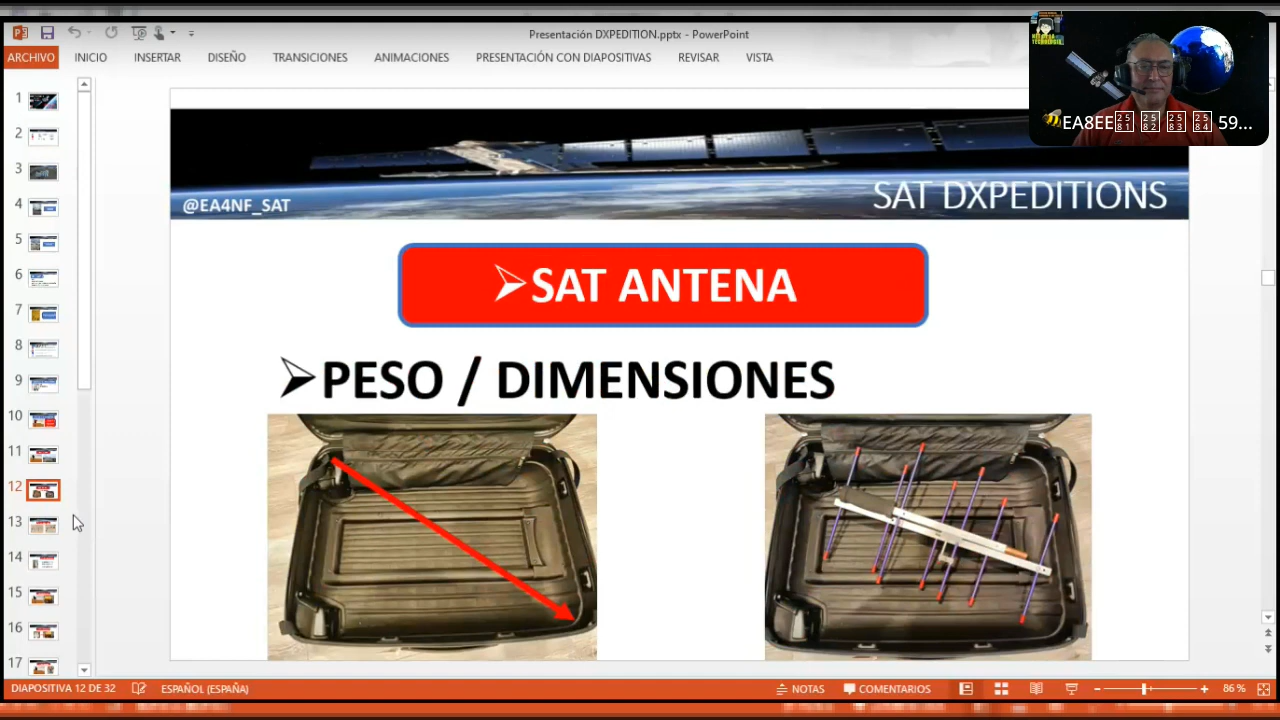 Presentación DXPEDITION.pptx - PowerPoint
ARCHIVO INICIO INSERTAR DISEÑO TRANSICIONES ANIMACIONES PRESENTACIÓN CON DIAPOSITIVAS REVISAR VISTA
EA8EE 59...
@EA4NF_SAT
SAT DXPEDITIONS
➢SAT ANTENA
➢PESO / DIMENSIONES
1
2
3
4
5
6
7
8
9
10
11
12
13
14
15
16
17
DIAPOSITIVA 12 DE 32 ESPAÑOL (ESPAÑA) NOTAS COMENTARIOS 86 %